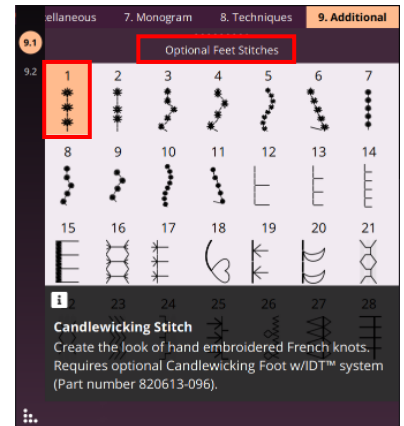 cellaneous 7. Monogram 8. Techniques 9. Additional
9.1 Optional Feet Stitches
9.2
1 2 3 4 5 6 7
8 9 10 11 12 13 14
15 16 17 18 19 20 21
i 2 23 24 25 26 27 28
Candlewicking Stitch
Create the look of hand embroidered French knots.
Requires optional Candlewicking Foot w/IDT™ system
(Part number 820613-096).